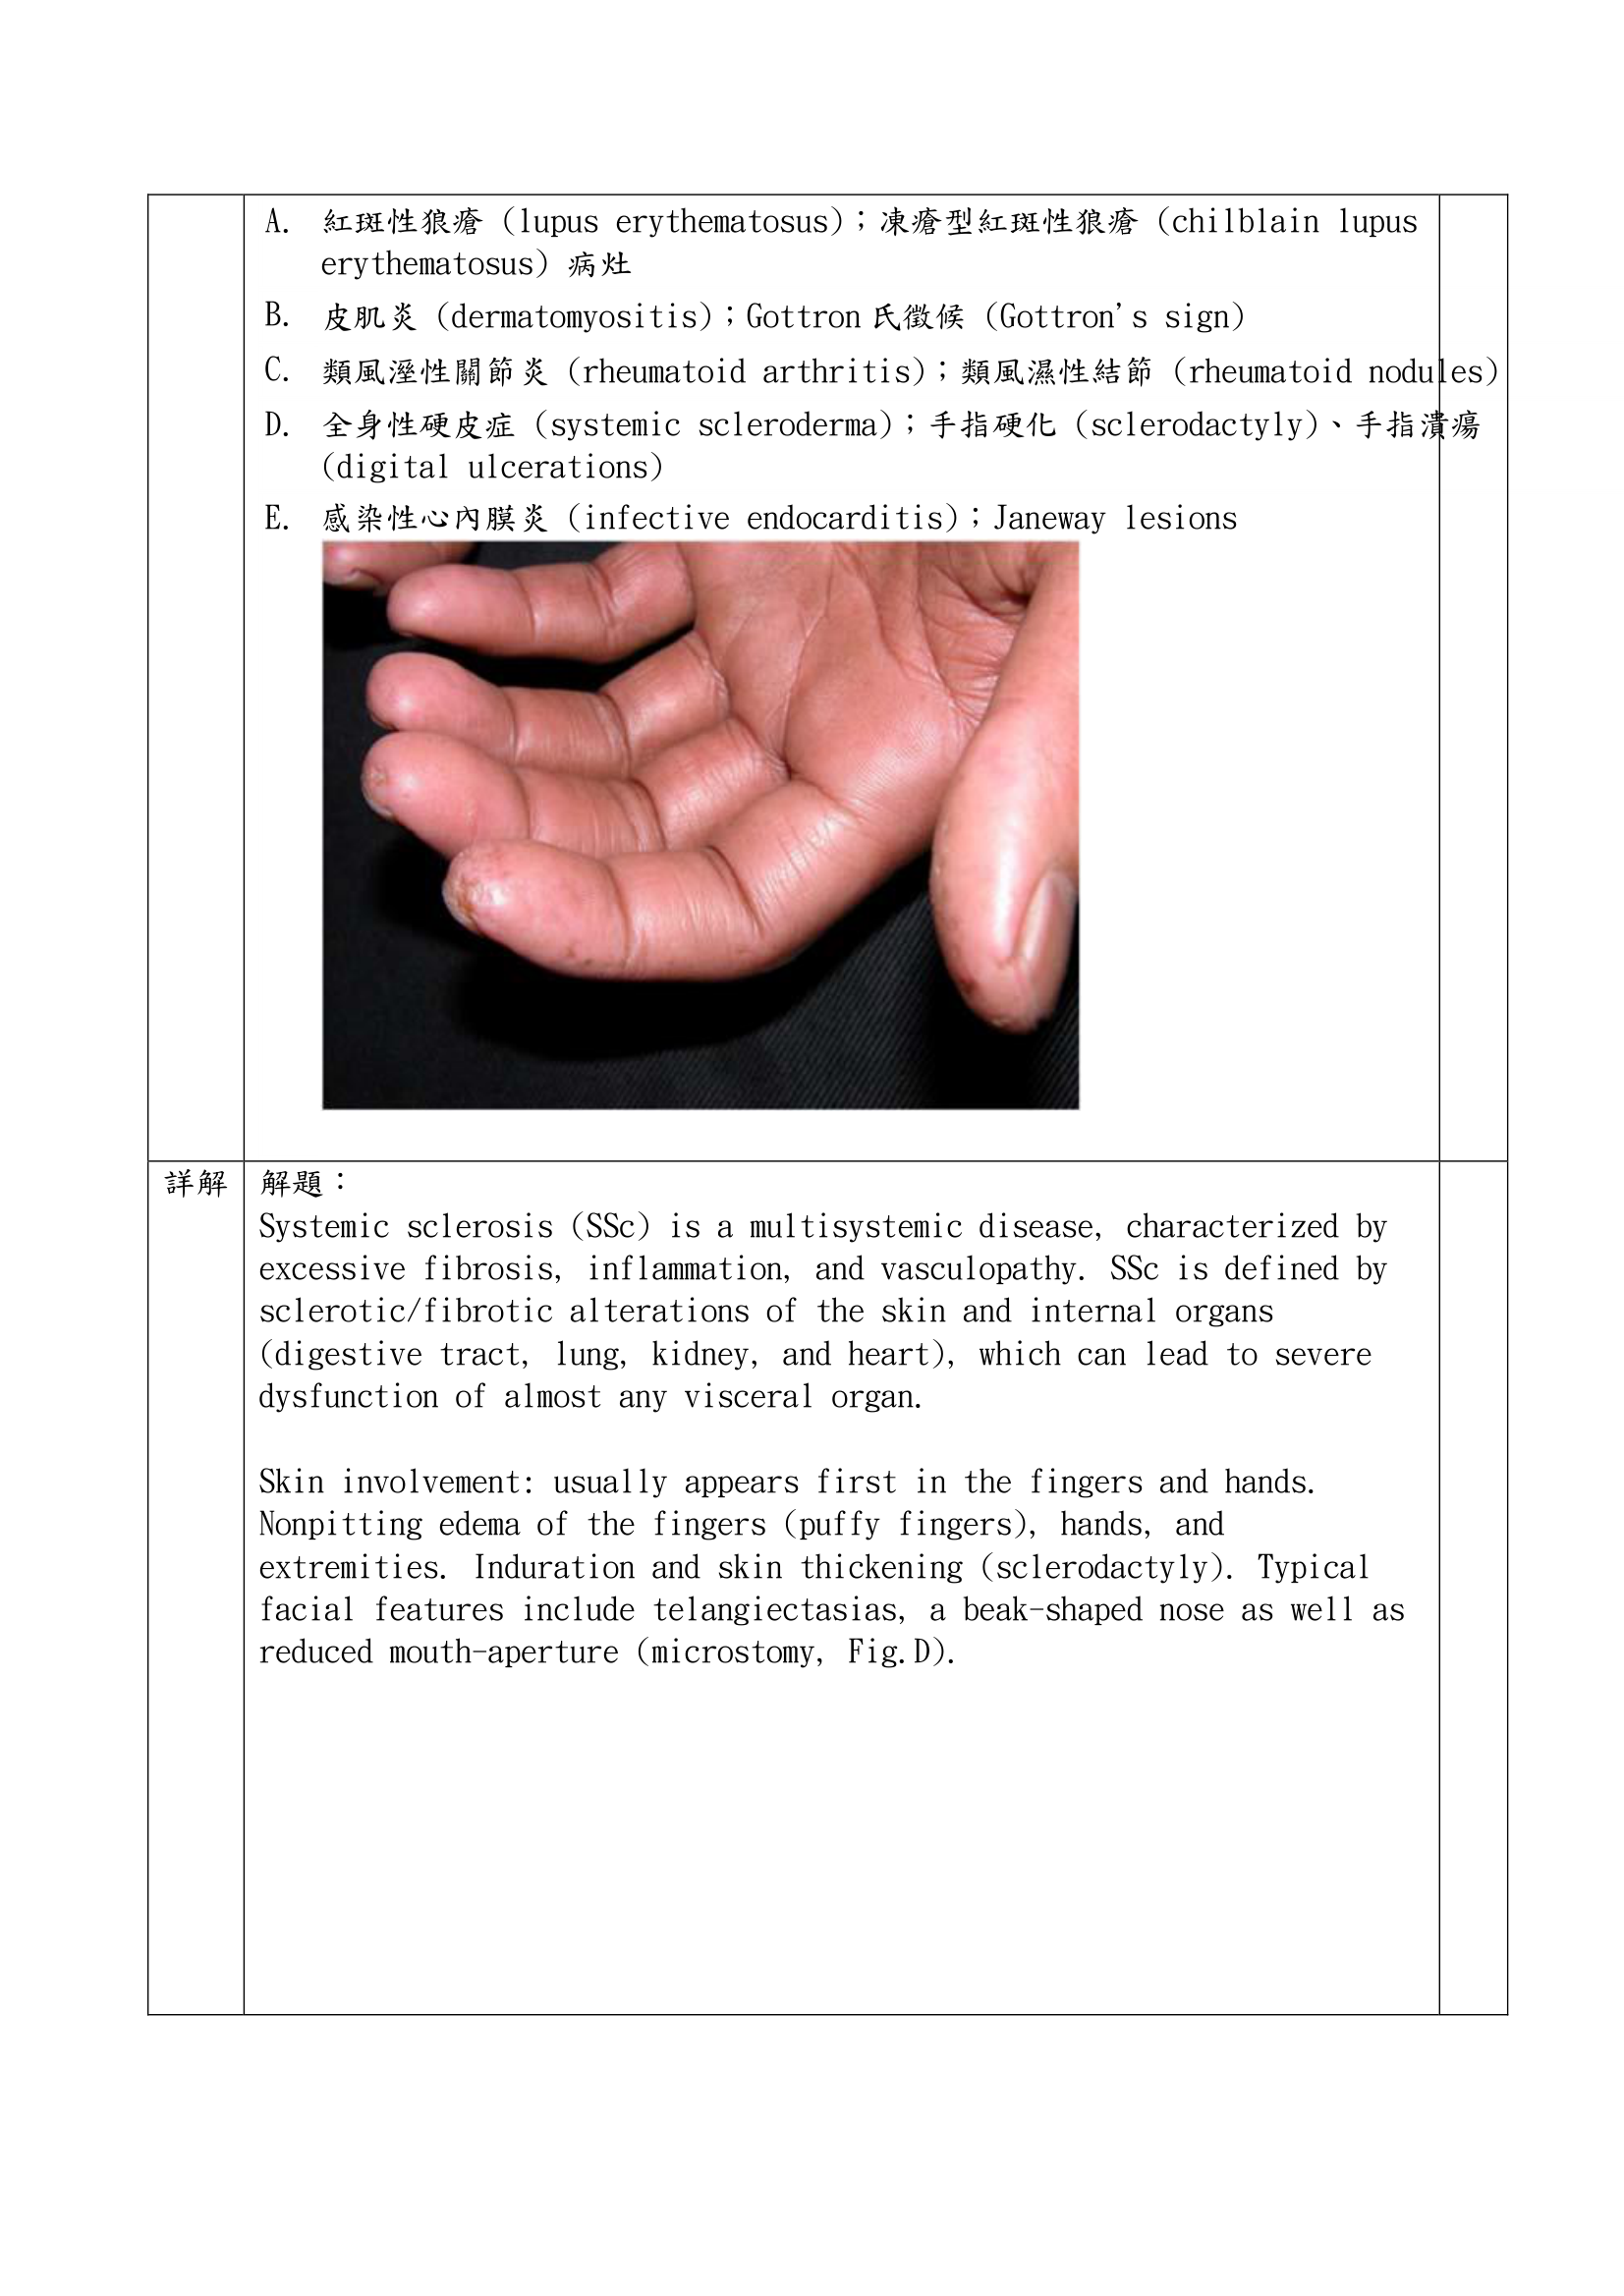 A. 紅斑性狼瘡 (lupus erythematosus)；凍瘡型紅斑性狼瘡 (chilblain lupus
erythematosus) 病灶
B. 皮肌炎 (dermatomyositis)；Gottron 氏徵候 (Gottron's sign)
C. 類風溼性關節炎 (rheumatoid arthritis)；類風濕性結節 (rheumatoid nodules)
D. 全身性硬皮症 (systemic scleroderma)；手指硬化 (sclerodactyly)、手指潰瘍
(digital ulcerations)
E. 感染性心內膜炎 (infective endocarditis)；Janeway lesions
詳解
解題：
Systemic sclerosis (SSc) is a multisystemic disease, characterized by
excessive fibrosis, inflammation, and vasculopathy. SSc is defined by
sclerotic/fibrotic alterations of the skin and internal organs
(digestive tract, lung, kidney, and heart), which can lead to severe
dysfunction of almost any visceral organ.
Skin involvement: usually appears first in the fingers and hands.
Nonpitting edema of the fingers (puffy fingers), hands, and
extremities. Induration and skin thickening (sclerodactyly). Typical
facial features include telangiectasias, a beak-shaped nose as well as
reduced mouth-aperture (microstomy, Fig.D).